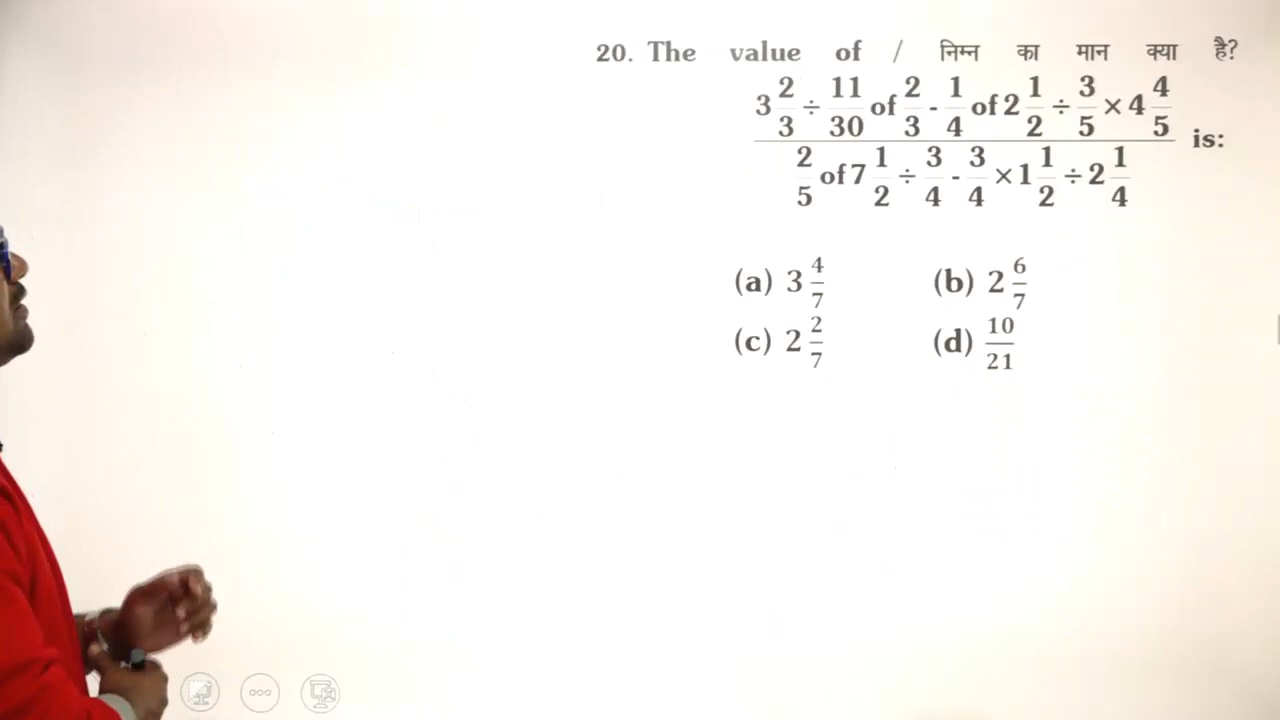 20. The value of / निम्न का मान क्या है?
3 2/3 ÷ 11/30 of 2/3 - 1/4 of 2 1/2 ÷ 3/5 × 4 4/5
is:
2/5 of 7 1/2 ÷ 3/4 - 3/4 × 1 1/2 ÷ 2 1/4
(a) 3 4/7 (b) 2 6/7
(c) 2 2/7 (d) 10/21